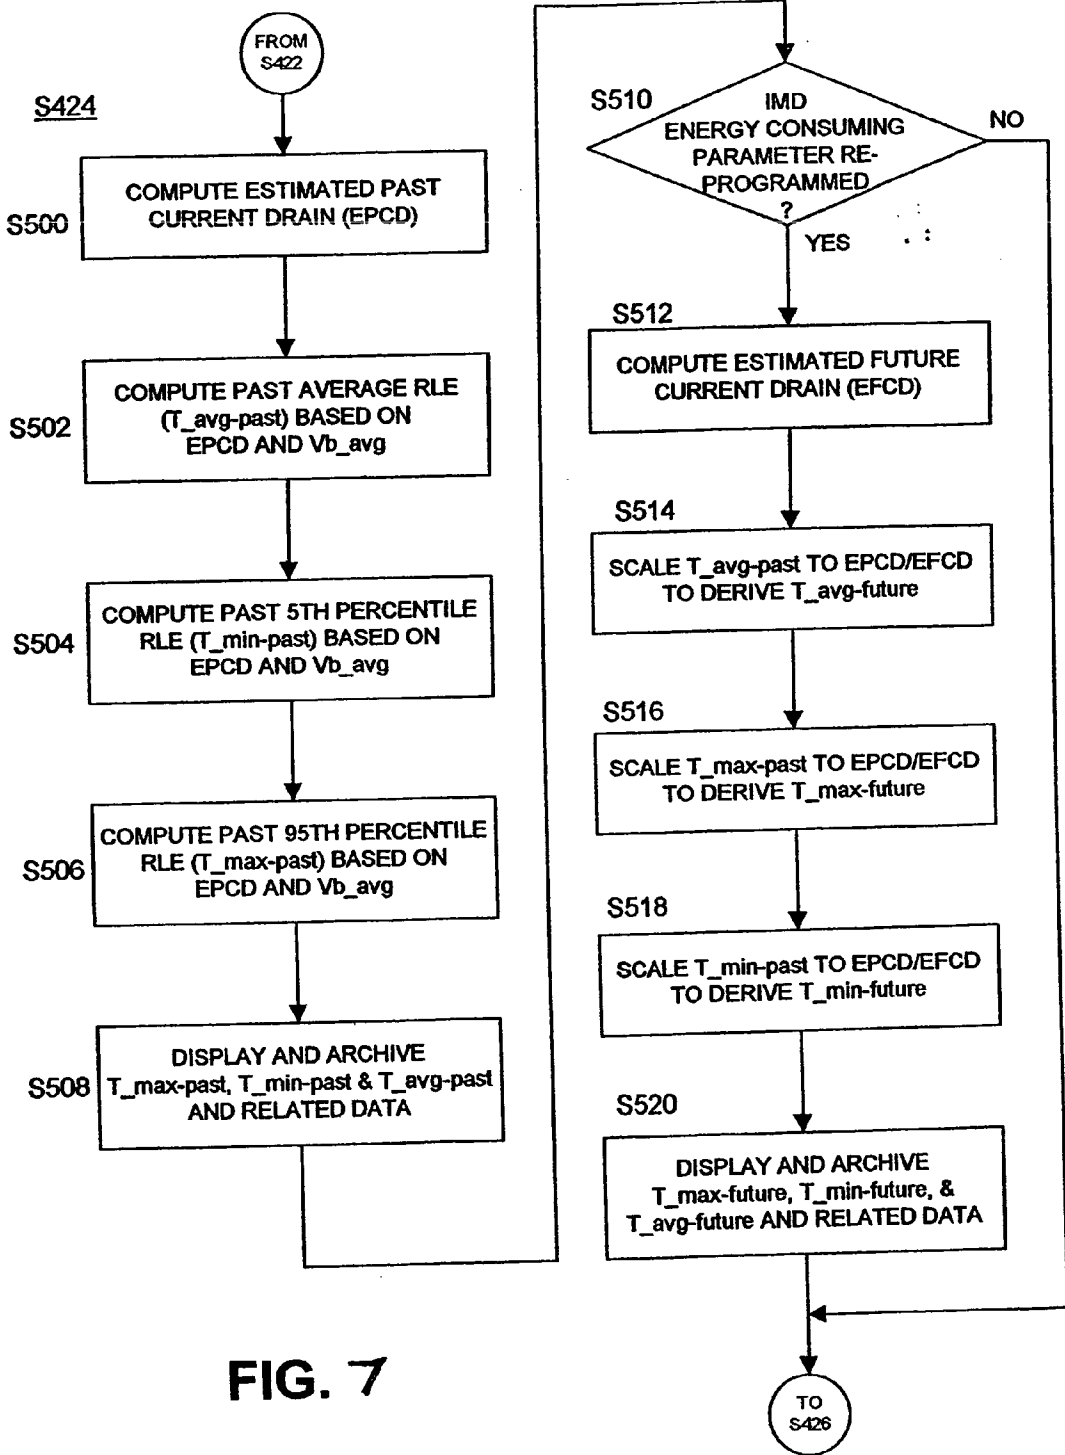 FROM
S422
S424
S500
COMPUTE ESTIMATED PAST
CURRENT DRAIN (EPCD)
S502
COMPUTE PAST AVERAGE RLE
(T_avg-past) BASED ON
EPCD AND Vb_avg
S504
COMPUTE PAST 5TH PERCENTILE
RLE (T_min-past) BASED ON
EPCD AND Vb_avg
S506
COMPUTE PAST 95TH PERCENTILE
RLE (T_max-past) BASED ON
EPCD AND Vb_avg
S508
DISPLAY AND ARCHIVE
T_max-past, T_min-past & T_avg-past
AND RELATED DATA
S510
IMD
ENERGY CONSUMING
PARAMETER RE-
PROGRAMMED
?
NO
YES
S512
COMPUTE ESTIMATED FUTURE
CURRENT DRAIN (EFCD)
S514
SCALE T_avg-past TO EPCD/EFCD
TO DERIVE T_avg-future
S516
SCALE T_max-past TO EPCD/EFCD
TO DERIVE T_max-future
S518
SCALE T_min-past TO EPCD/EFCD
TO DERIVE T_min-future
S520
DISPLAY AND ARCHIVE
T_max-future, T_min-future, &
T_avg-future AND RELATED DATA
TO
S426
FIG. 7